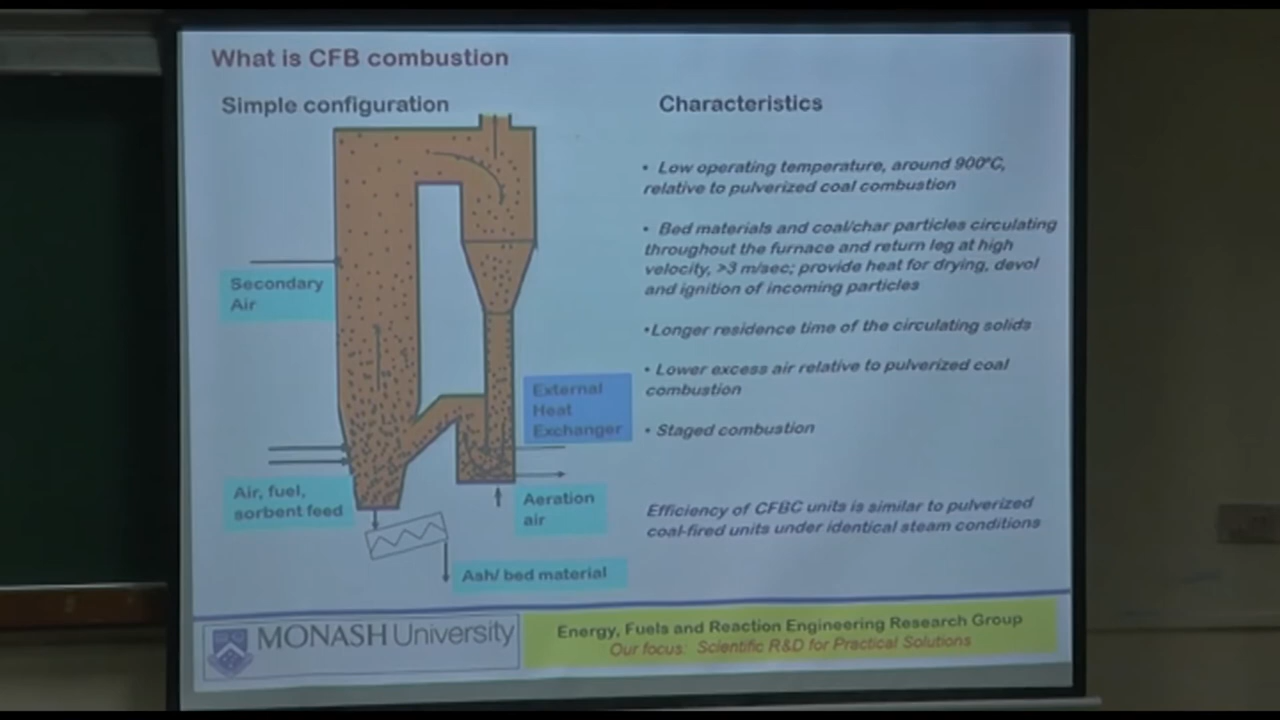 What is CFB combustion
Simple configuration
Secondary
Air
External
Heat
Exchanger
Air, fuel,
sorbent feed
Aeration
air
Ash/ bed material
Characteristics
• Low operating temperature, around 900°C,
relative to pulverized coal combustion
• Bed materials and coal/char particles circulating
throughout the furnace and return leg at high
velocity, >3 m/sec; provide heat for drying, devol
and ignition of incoming particles
•Longer residence time of the circulating solids
• Lower excess air relative to pulverized coal
combustion
• Staged combustion
Efficiency of CFBC units is similar to pulverized
coal-fired units under identical steam conditions
MONASH University
Energy, Fuels and Reaction Engineering Research Group
Our focus: Scientific R&D for Practical Solutions